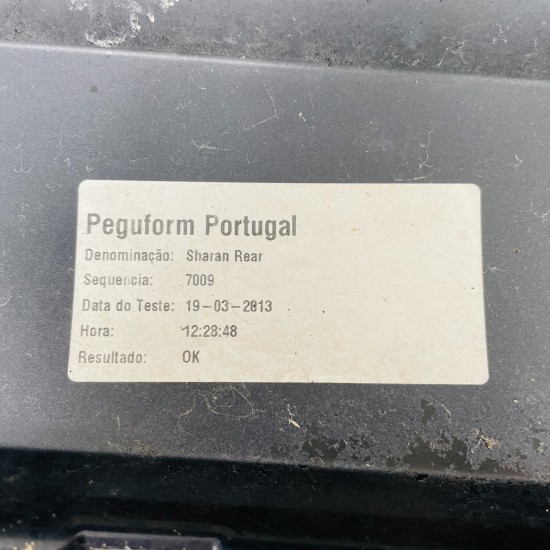 Peguform Portugal
Denominação: Sharan Rear
Sequencia: 7009
Data do Teste: 19-03-2013
Hora: 12:28:48
Resultado: OK